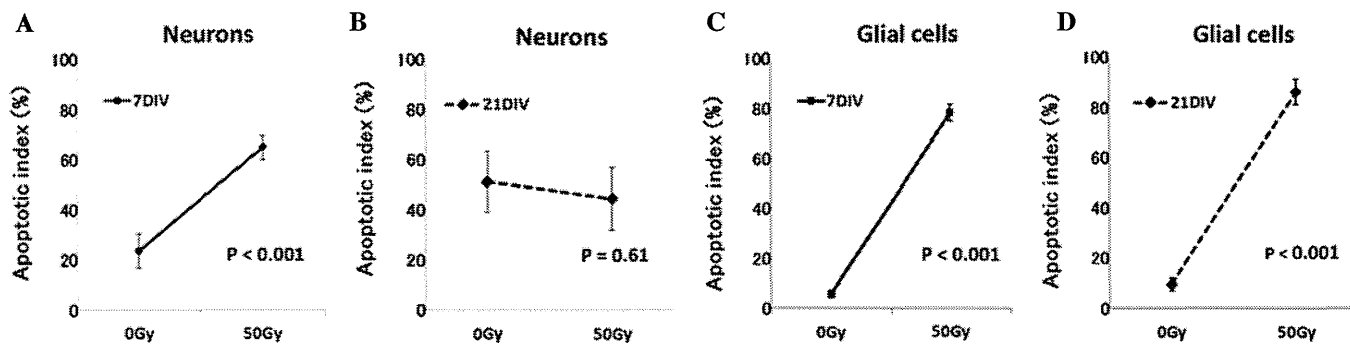 A
Neurons
Apoptotic index (%)
100
80
60
40
20
0
7DIV
P < 0.001
0Gy
50Gy
B
Neurons
Apoptotic index (%)
100
80
60
40
20
0
21DIV
P = 0.61
0Gy
50Gy
C
Glial cells
Apoptotic index (%)
100
80
60
40
20
0
7DIV
P < 0.001
0Gy
50Gy
D
Glial cells
Apoptotic index (%)
100
80
60
40
20
0
21DIV
P < 0.001
0Gy
50Gy